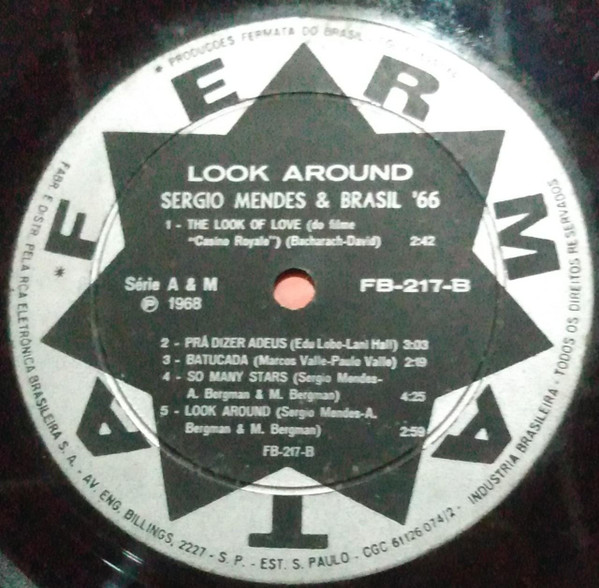 * PRODUÇÕES FERMATA DO BRASIL
FERMATA
LOOK AROUND
SERGIO MENDES & BRASIL '66
1 - THE LOOK OF LOVE (do filme
"Casino Royale") (Bacharach-David) 2:42
Série A & M FB-217-B
℗ 1968
2 - PRÁ DIZER ADEUS (Edu Lobo-Lani Hall) 3:03
3 - BATUCADA (Marcos Valle-Paulo Valle) 2:19
4 - SO MANY STARS (Sergio Mendes-
A. Bergman & M. Bergman) 4:25
5 - LOOK AROUND (Sergio Mendes-A.
Bergman & M. Bergman) 2:59
FB-217-B
* FABR. E DISTR. PELA RCA ELETRÔNICA BRASILEIRA S. A. - AV. ENG. BILLINGS, 2227 - S. P. - EST. S. PAULO - CGC 61126 074/2 - INDÚSTRIA BRASILEIRA - TODOS OS DIREITOS RESERVADOS